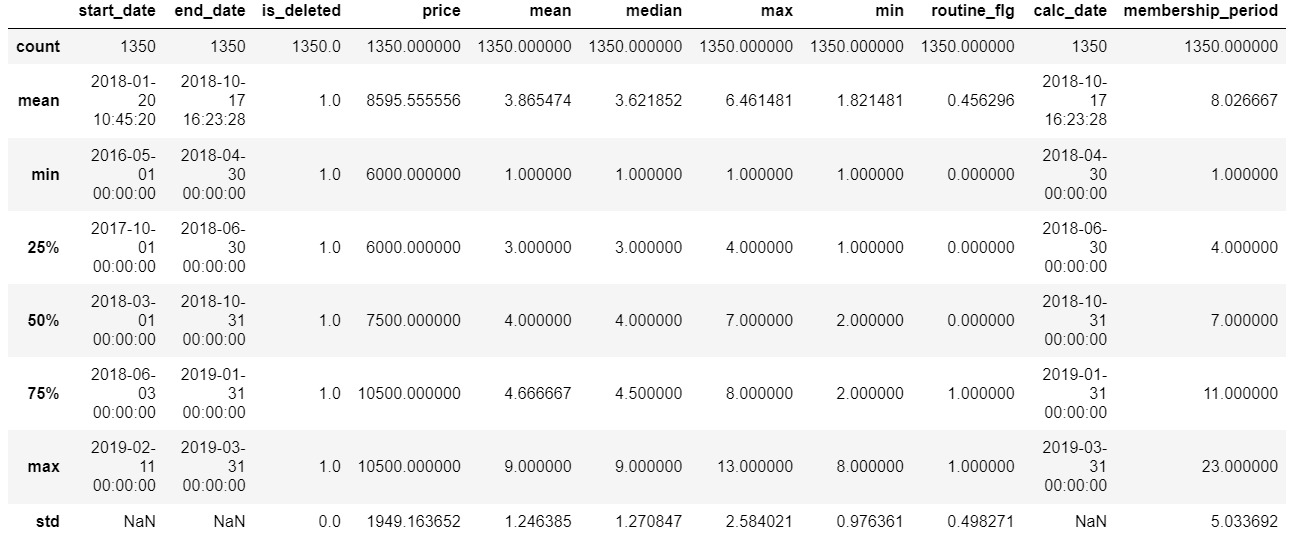 start_date end_date is_deleted price mean median max min routine_flg calc_date membership_period
count 1350 1350 1350.0 1350.000000 1350.000000 1350.000000 1350.000000 1350.000000 1350.000000 1350 1350.000000
2018-01- 2018-10- 2018-10-
mean 20 17 1.0 8595.555556 3.865474 3.621852 6.461481 1.821481 0.456296 17 8.026667
10:45:20 16:23:28 16:23:28
2016-05- 2018-04- 2018-04-
min 01 30 1.0 6000.000000 1.000000 1.000000 1.000000 1.000000 0.000000 30 1.000000
00:00:00 00:00:00 00:00:00
2017-10- 2018-06- 2018-06-
25% 01 30 1.0 6000.000000 3.000000 3.000000 4.000000 1.000000 0.000000 30 4.000000
00:00:00 00:00:00 00:00:00
2018-03- 2018-10- 2018-10-
50% 01 31 1.0 7500.000000 4.000000 4.000000 7.000000 2.000000 0.000000 31 7.000000
00:00:00 00:00:00 00:00:00
2018-06- 2019-01- 2019-01-
75% 03 31 1.0 10500.000000 4.666667 4.500000 8.000000 2.000000 1.000000 31 11.000000
00:00:00 00:00:00 00:00:00
2019-02- 2019-03- 2019-03-
max 11 31 1.0 10500.000000 9.000000 9.000000 13.000000 8.000000 1.000000 31 23.000000
00:00:00 00:00:00 00:00:00
std NaN NaN 0.0 1949.163652 1.246385 1.270847 2.584021 0.976361 0.498271 NaN 5.033692